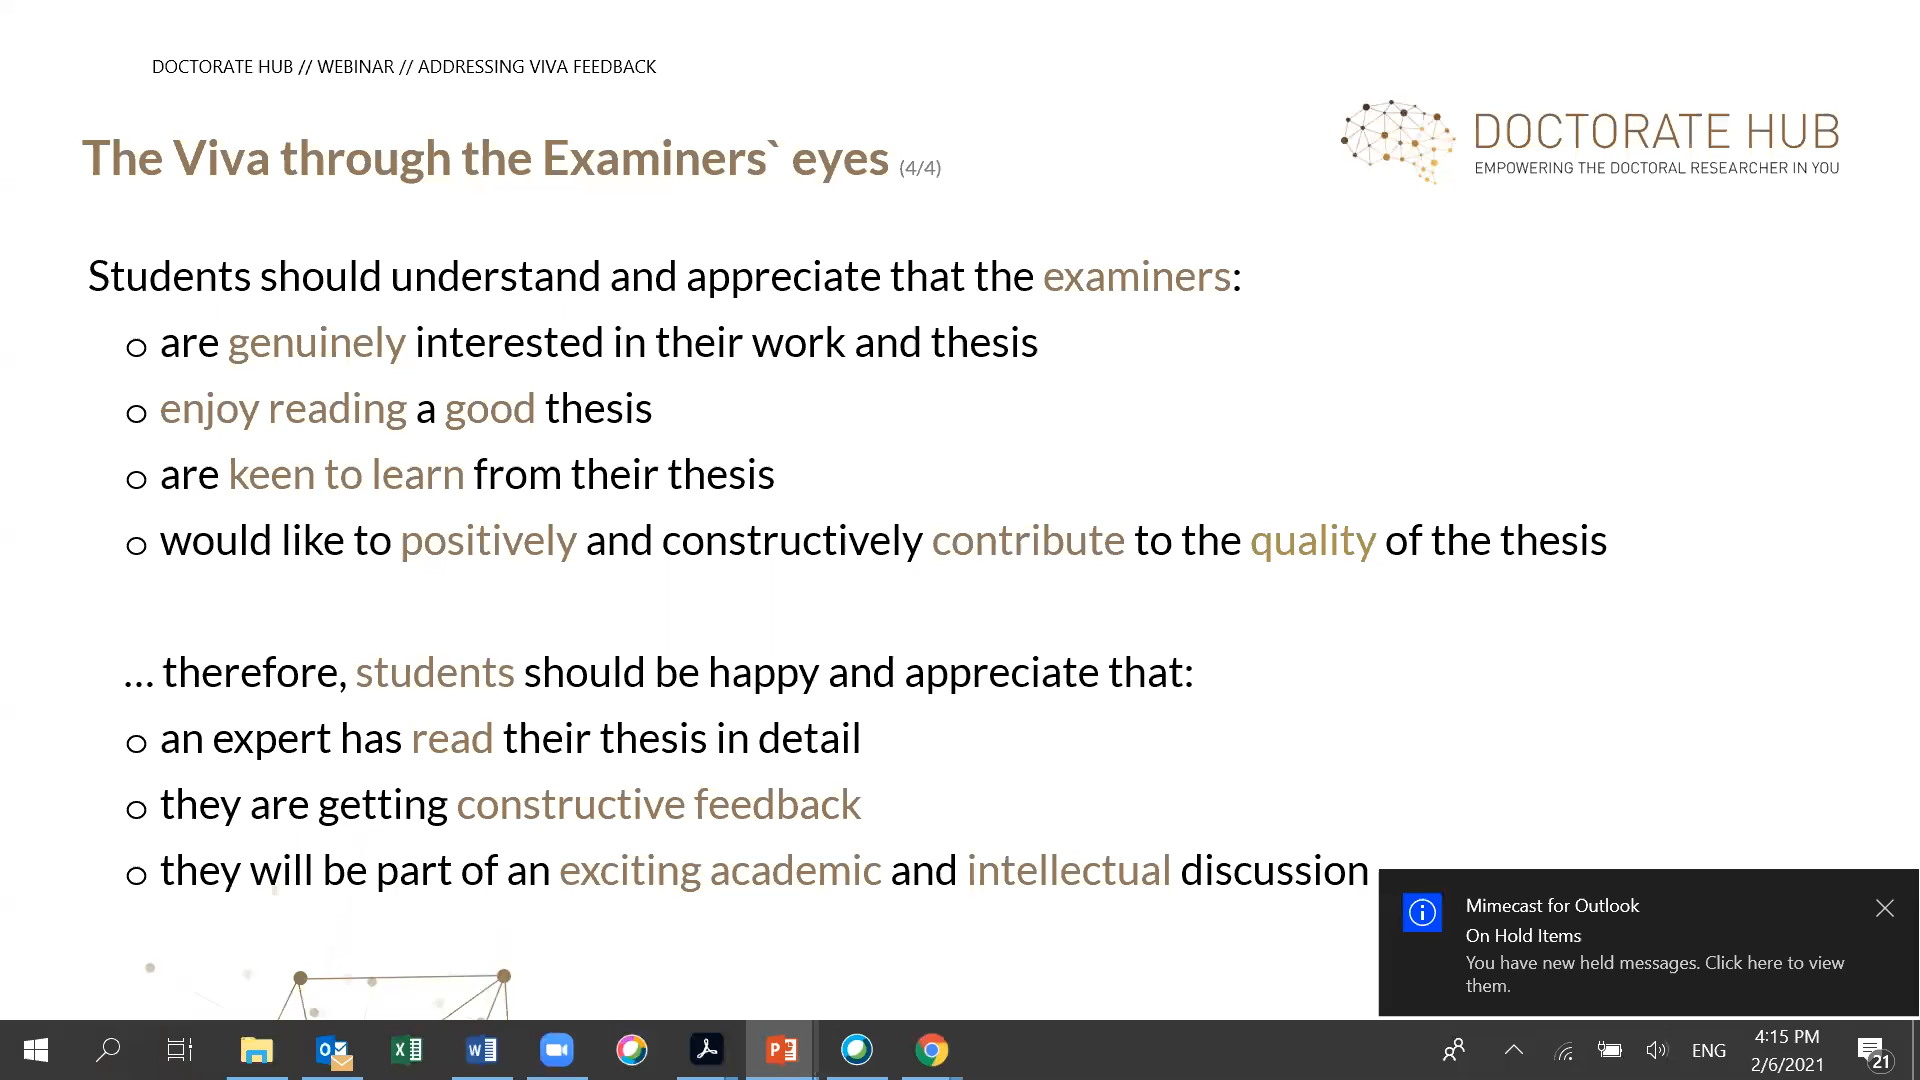 DOCTORATE HUB // WEBINAR // ADDRESSING VIVA FEEDBACK
The Viva through the Examiners` eyes (4/4)
DOCTORATE HUB
EMPOWERING THE DOCTORAL RESEARCHER IN YOU
Students should understand and appreciate that the examiners:
o are genuinely interested in their work and thesis
o enjoy reading a good thesis
o are keen to learn from their thesis
o would like to positively and constructively contribute to the quality of the thesis
... therefore, students should be happy and appreciate that:
o an expert has read their thesis in detail
o they are getting constructive feedback
o they will be part of an exciting academic and intellectual discussion
Mimecast for Outlook
On Hold Items
You have new held messages. Click here to view
them.
ENG
4:15 PM
2/6/2021
21